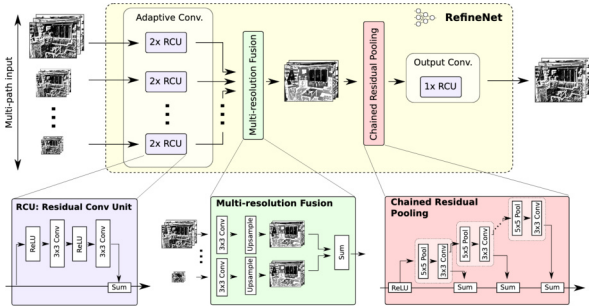 Adaptive Conv.
RefineNet
Multi-path input
2x RCU
2x RCU
2x RCU
Multi-resolution Fusion
Chained Residual Pooling
Output Conv.
1x RCU
RCU: Residual Conv Unit
ReLU
3x3 Conv
ReLU
3x3 Conv
Sum
Multi-resolution Fusion
3x3 Conv
Upsample
3x3 Conv
Upsample
Sum
Chained Residual
Pooling
ReLU
5x5 Pool
3x3 Conv
5x5 Pool
3x3 Conv
5x5 Pool
3x3 Conv
Sum
Sum
Sum